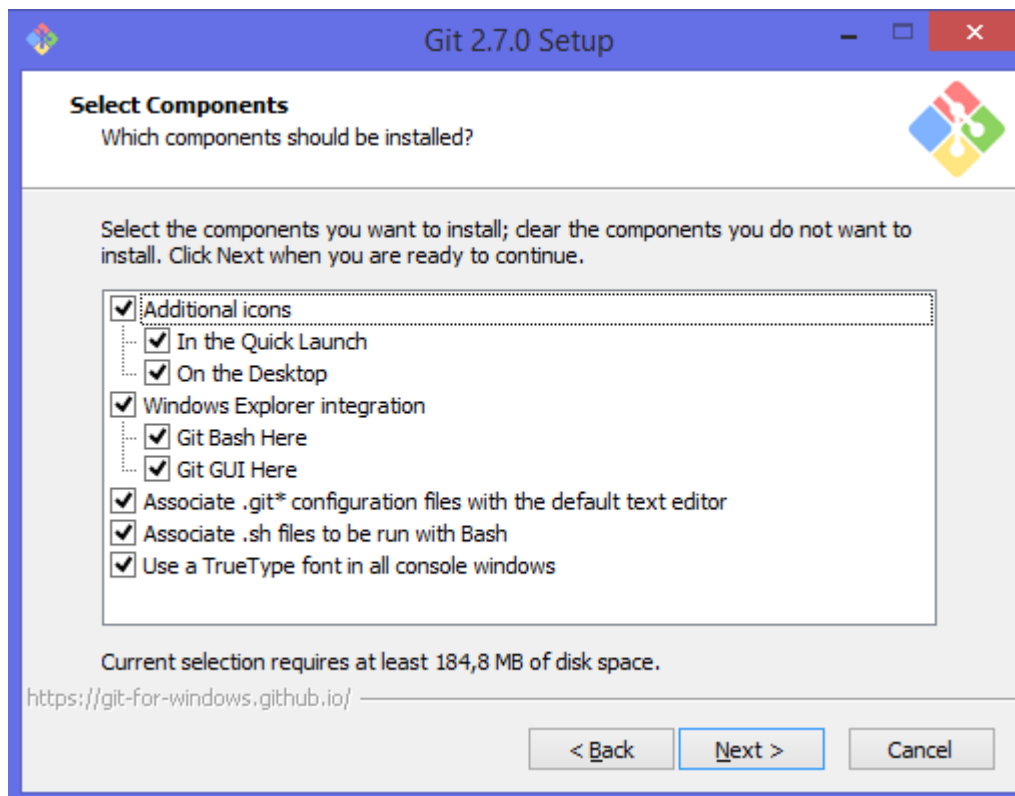 Git 2.7.0 Setup
Select Components
Which components should be installed?
Select the components you want to install; clear the components you do not want to
install. Click Next when you are ready to continue.
Additional icons
In the Quick Launch
On the Desktop
Windows Explorer integration
Git Bash Here
Git GUI Here
Associate .git* configuration files with the default text editor
Associate .sh files to be run with Bash
Use a TrueType font in all console windows
Current selection requires at least 184,8 MB of disk space.
https://git-for-windows.github.io/
< Back Next > Cancel